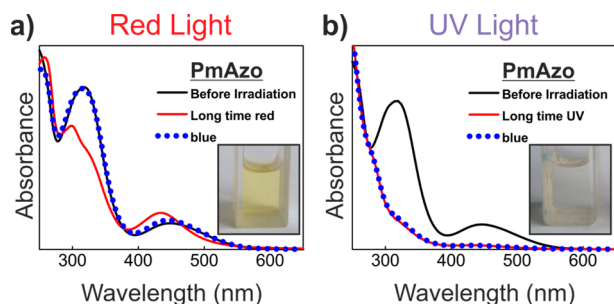 a) Red Light
Absorbance
PmAzo
Before Irradiation
Long time red
blue
300 400 500 600
Wavelength (nm)
b) UV Light
Absorbance
PmAzo
Before Irradiation
Long time UV
blue
300 400 500 600
Wavelength (nm)